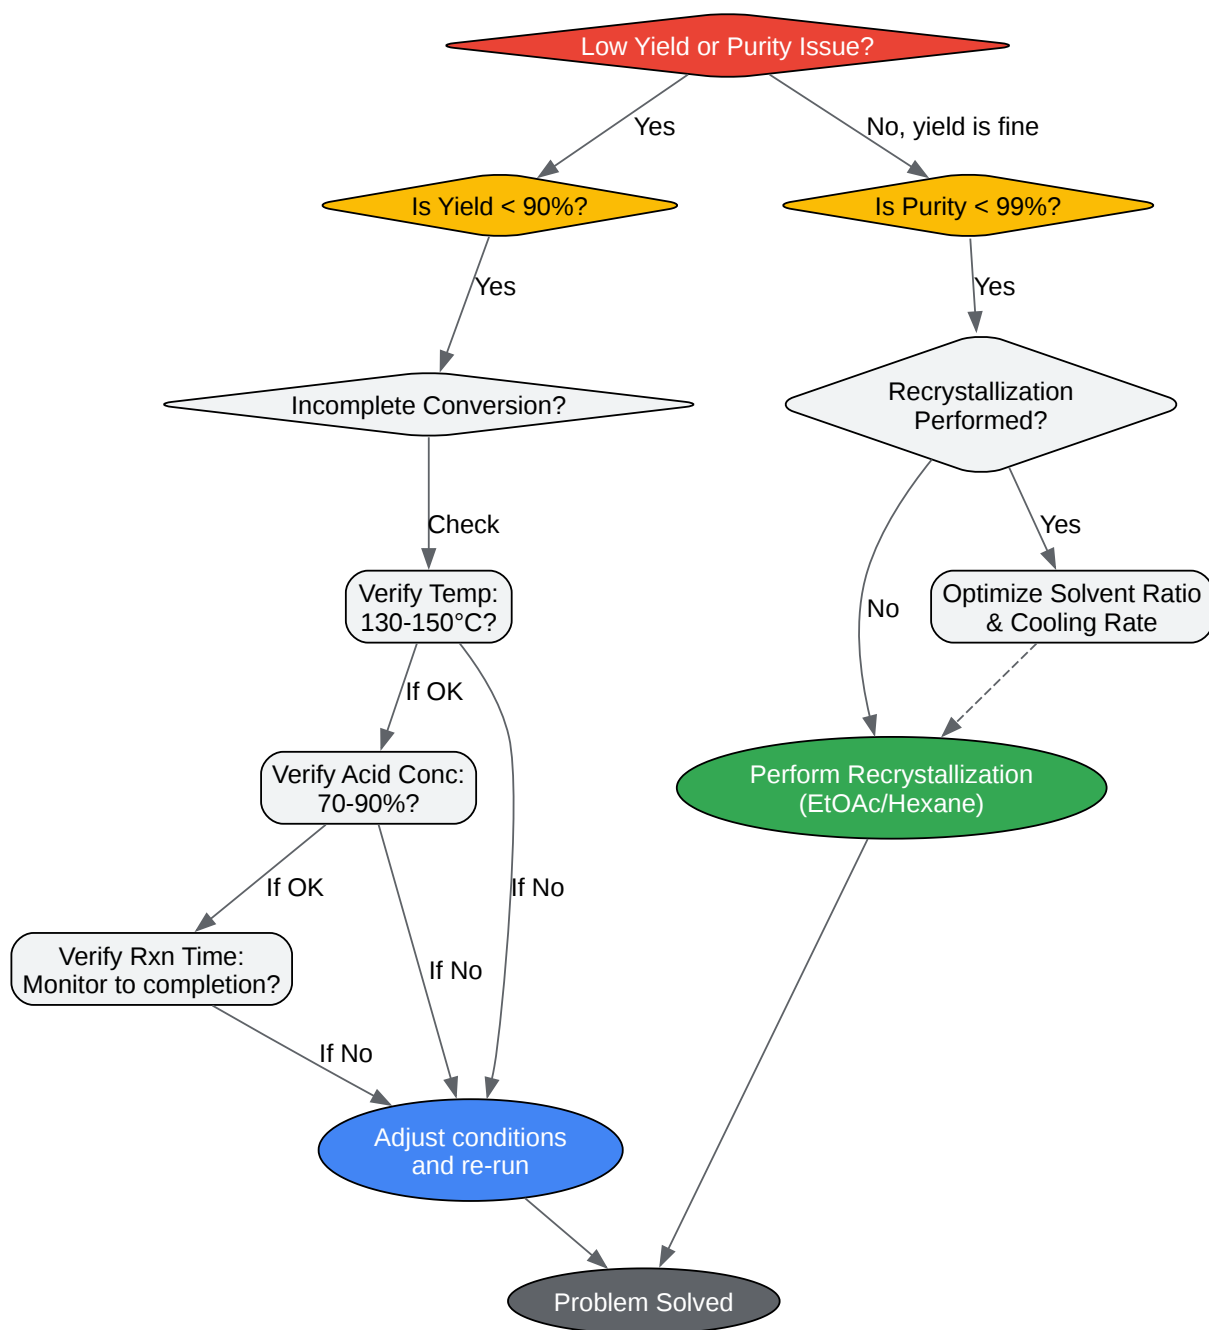 Low Yield or Purity Issue?
Yes
No, yield is fine
Is Yield < 90%?
Is Purity < 99%?
Yes
Yes
Incomplete Conversion?
Recrystallization
Performed?
Check
Yes
Verify Temp:
130-150°C?
No
Optimize Solvent Ratio
& Cooling Rate
If OK
Verify Acid Conc:
70-90%?
Perform Recrystallization
(EtOAc/Hexane)
If OK
If No
Verify Rxn Time:
Monitor to completion?
If No
If No
Adjust conditions
and re-run
Problem Solved